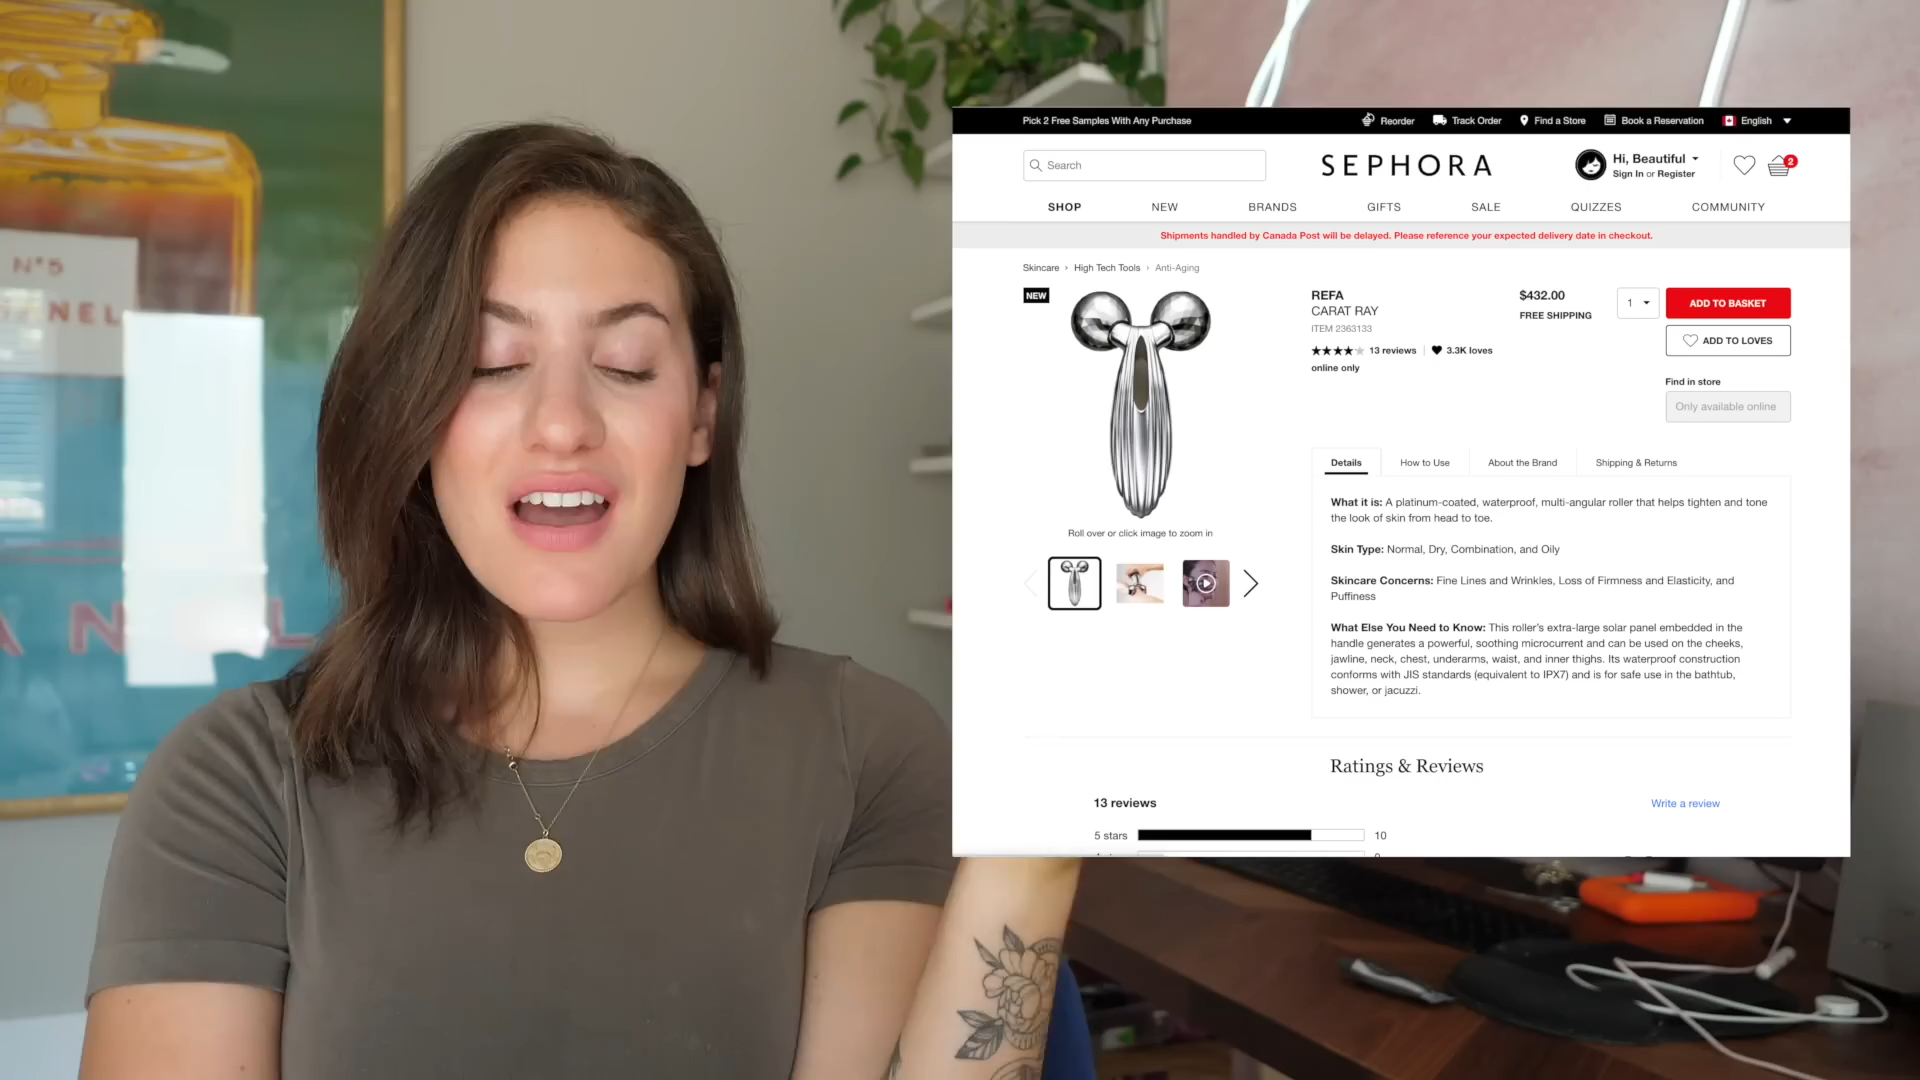 N°5
ANEL
Pick 2 Free Samples With Any Purchase
Reorder
Track Order
Find a Store
Book a Reservation
English
Search
SEPHORA
Hi, Beautiful
Sign In or Register
2
SHOP
NEW
BRANDS
GIFTS
SALE
QUIZZES
COMMUNITY
Shipments handled by Canada Post will be delayed. Please reference your expected delivery date in checkout.
Skincare › High Tech Tools › Anti-Aging
NEW
Roll over or click image to zoom in
REFA
CARAT RAY
ITEM 2363133
13 reviews
3.3K loves
online only
$432.00
FREE SHIPPING
1
ADD TO BASKET
ADD TO LOVES
Find in store
Only available online
Details
How to Use
About the Brand
Shipping & Returns
What it is: A platinum-coated, waterproof, multi-angular roller that helps tighten and tone
the look of skin from head to toe.
Skin Type: Normal, Dry, Combination, and Oily
Skincare Concerns: Fine Lines and Wrinkles, Loss of Firmness and Elasticity, and
Puffiness
What Else You Need to Know: This roller's extra-large solar panel embedded in the
handle generates a powerful, soothing microcurrent and can be used on the cheeks,
jawline, neck, chest, underarms, waist, and inner thighs. Its waterproof construction
conforms with JIS standards (equivalent to IPX7) and is for safe use in the bathtub,
shower, or jacuzzi.
Ratings & Reviews
13 reviews
Write a review
5 stars
10